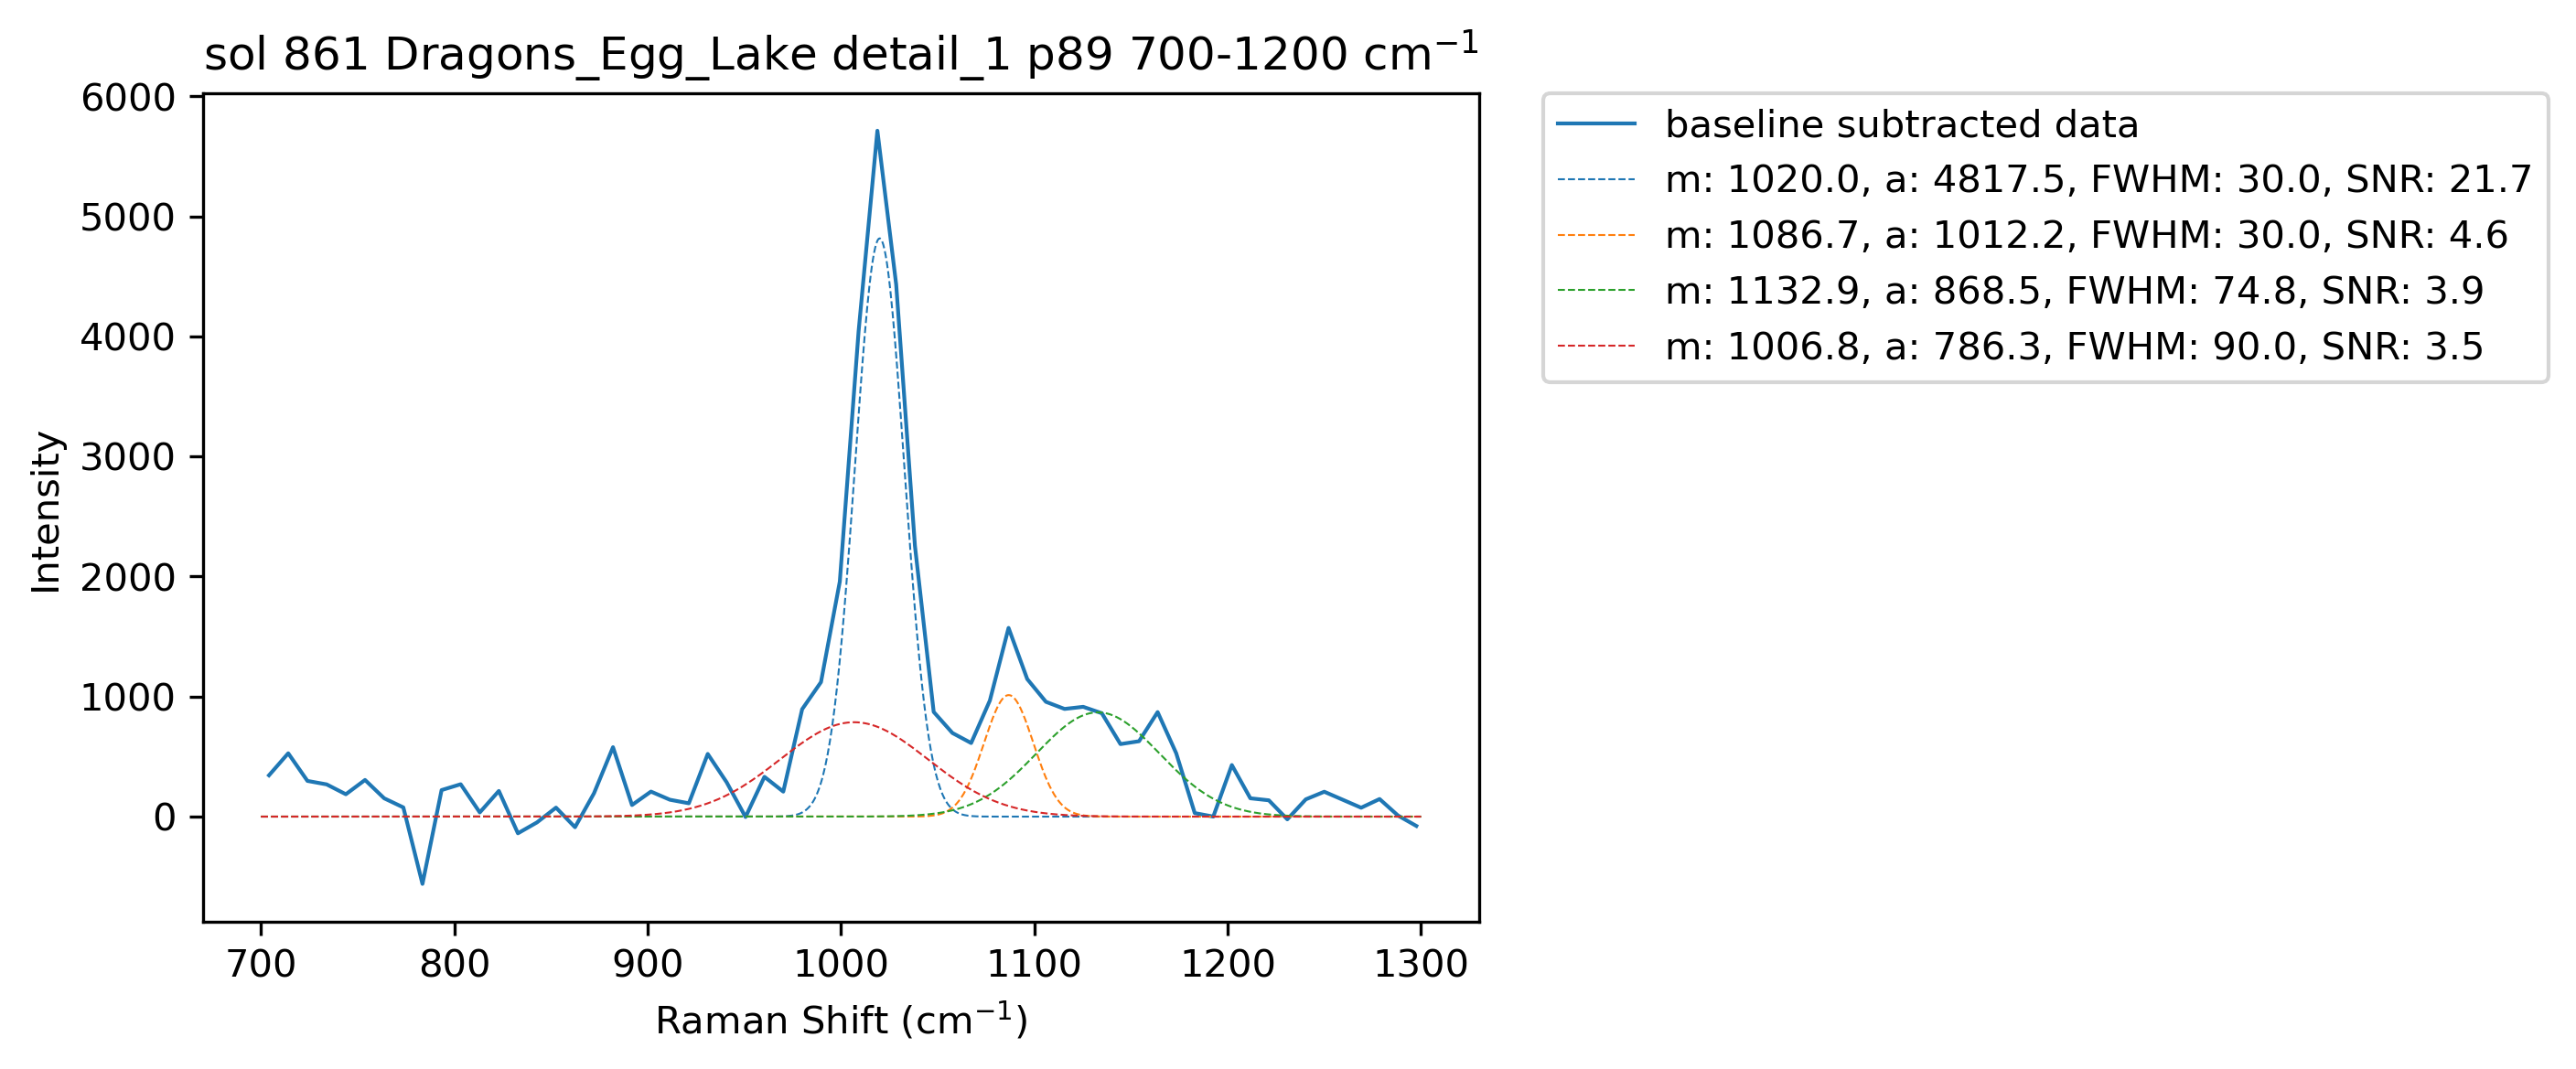 sol 861 Dragons_Egg_Lake detail_1 p89 700-1200 cm⁻¹
6000
5000
4000
3000
2000
1000
0
Intensity
700 800 900 1000 1100 1200 1300
Raman Shift (cm⁻¹)
baseline subtracted data
m: 1020.0, a: 4817.5, FWHM: 30.0, SNR: 21.7
m: 1086.7, a: 1012.2, FWHM: 30.0, SNR: 4.6
m: 1132.9, a: 868.5, FWHM: 74.8, SNR: 3.9
m: 1006.8, a: 786.3, FWHM: 90.0, SNR: 3.5